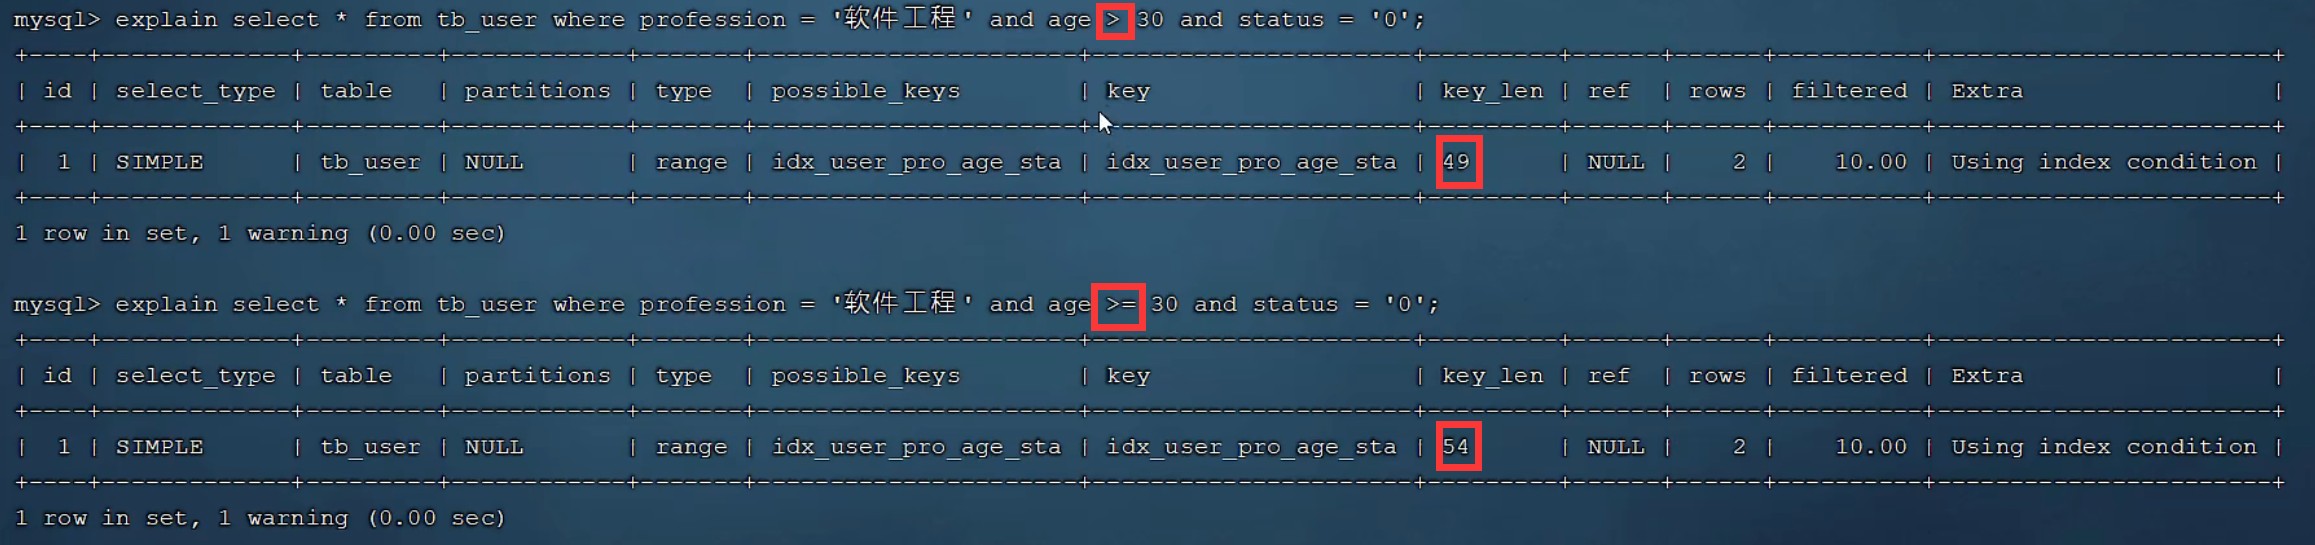 mysql> explain select * from tb_user where profession = '软件工程' and age > 30 and status = '0';
+----+-------------+---------+------------+-------+----------------------+----------------------+---------+------+------+----------+-----------------------+
| id | select_type | table   | partitions | type  | possible_keys        | key                  | key_len | ref  | rows | filtered | Extra                 |
+----+-------------+---------+------------+-------+----------------------+----------------------+---------+------+------+----------+-----------------------+
|  1 | SIMPLE      | tb_user | NULL       | range | idx_user_pro_age_sta | idx_user_pro_age_sta | 49      | NULL |    2 |    10.00 | Using index condition |
+----+-------------+---------+------------+-------+----------------------+----------------------+---------+------+------+----------+-----------------------+
1 row in set, 1 warning (0.00 sec)
mysql> explain select * from tb_user where profession = '软件工程' and age >= 30 and status = '0';
+----+-------------+---------+------------+-------+----------------------+----------------------+---------+------+------+----------+-----------------------+
| id | select_type | table   | partitions | type  | possible_keys        | key                  | key_len | ref  | rows | filtered | Extra                 |
+----+-------------+---------+------------+-------+----------------------+----------------------+---------+------+------+----------+-----------------------+
|  1 | SIMPLE      | tb_user | NULL       | range | idx_user_pro_age_sta | idx_user_pro_age_sta | 54      | NULL |    2 |    10.00 | Using index condition |
+----+-------------+---------+------------+-------+----------------------+----------------------+---------+------+------+----------+-----------------------+
1 row in set, 1 warning (0.00 sec)